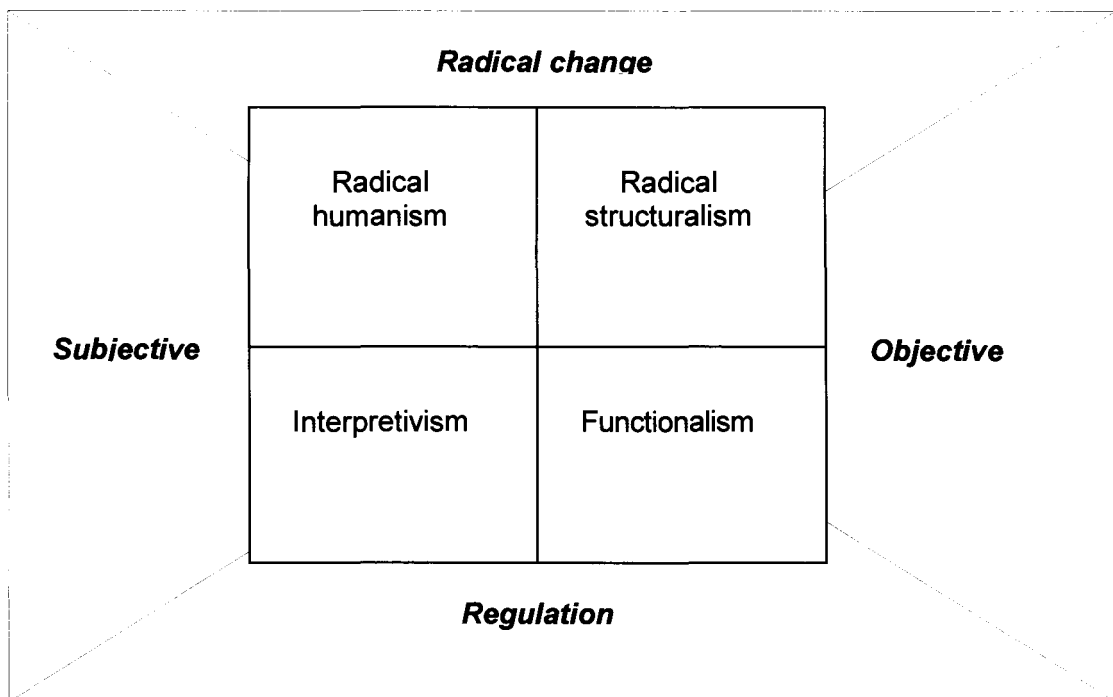 Radical change
Radical
humanism
Radical
structuralism
Subjective
Objective
Interpretivism
Functionalism
Regulation